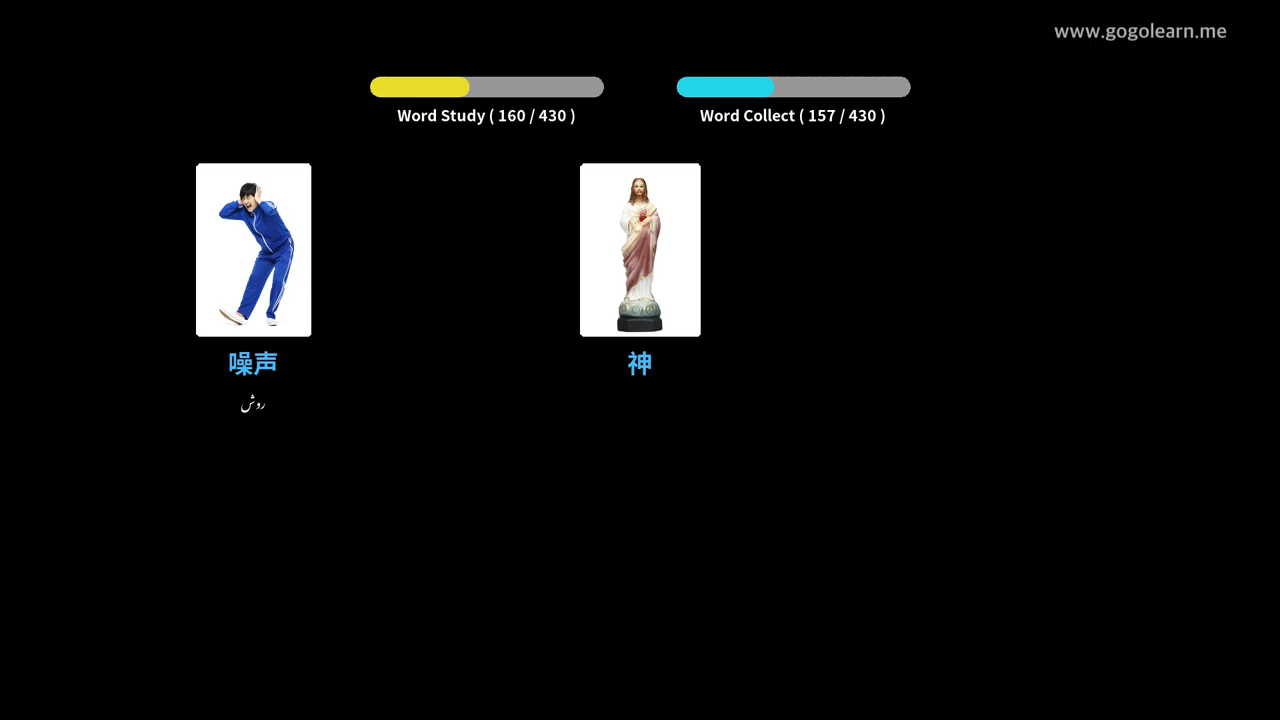 www.gogolearn.me
Word Study ( 160 / 430 )
Word Collect ( 157 / 430 )
噪声
神
روش